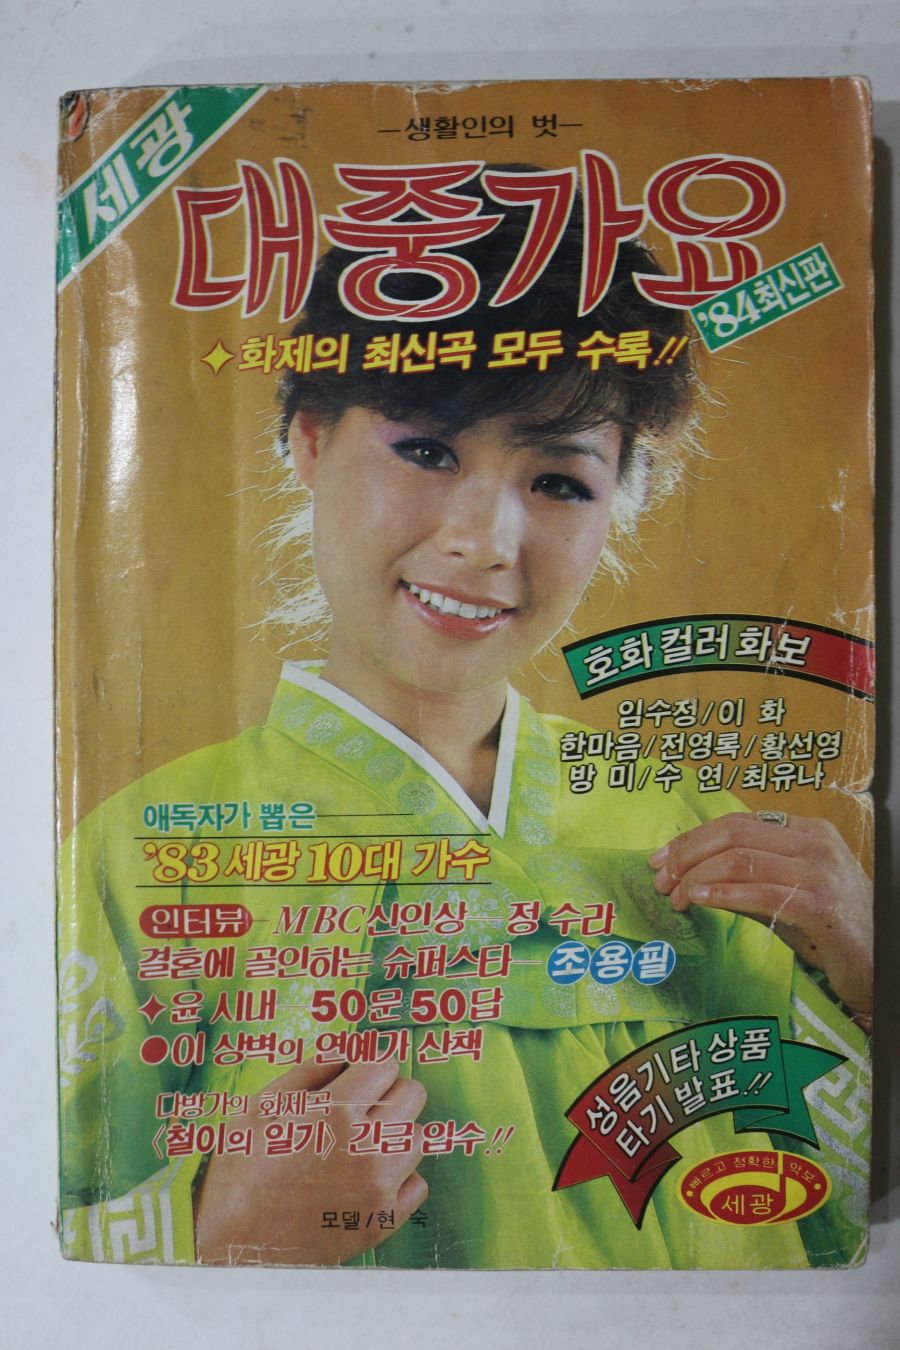 세광
—생활인의 벗—
대중가요
'84최신판
✦화제의 최신곡 모두 수록!!
호화컬러화보
임수정/이 화
한마음/전영록/황선영
방 미/수 연/최유나
애독자가 뽑은
'83세광10대 가수
인터뷰—MBC신인상—정 수라
결혼에 골인하는 슈퍼스타—조용필
✦윤 시내—50문50답
●이 상벽의 연예가 산책
다방가의 화제곡
〈철이의 일기〉 긴급 입수!!
성음기타 상품
타기 발표!!
•빠르고 정확한 악보•
세광
모델/현 숙